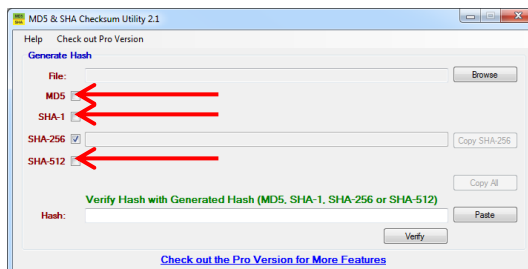 MD5 & SHA Checksum Utility 2.1
Help Check out Pro Version
Generate Hash
File: Browse
MD5
SHA-1
SHA-256 Copy SHA-256
SHA-512
Copy All
Verify Hash with Generated Hash (MD5, SHA-1, SHA-256 or SHA-512)
Hash: Paste
Verify
Check out the Pro Version for More Features